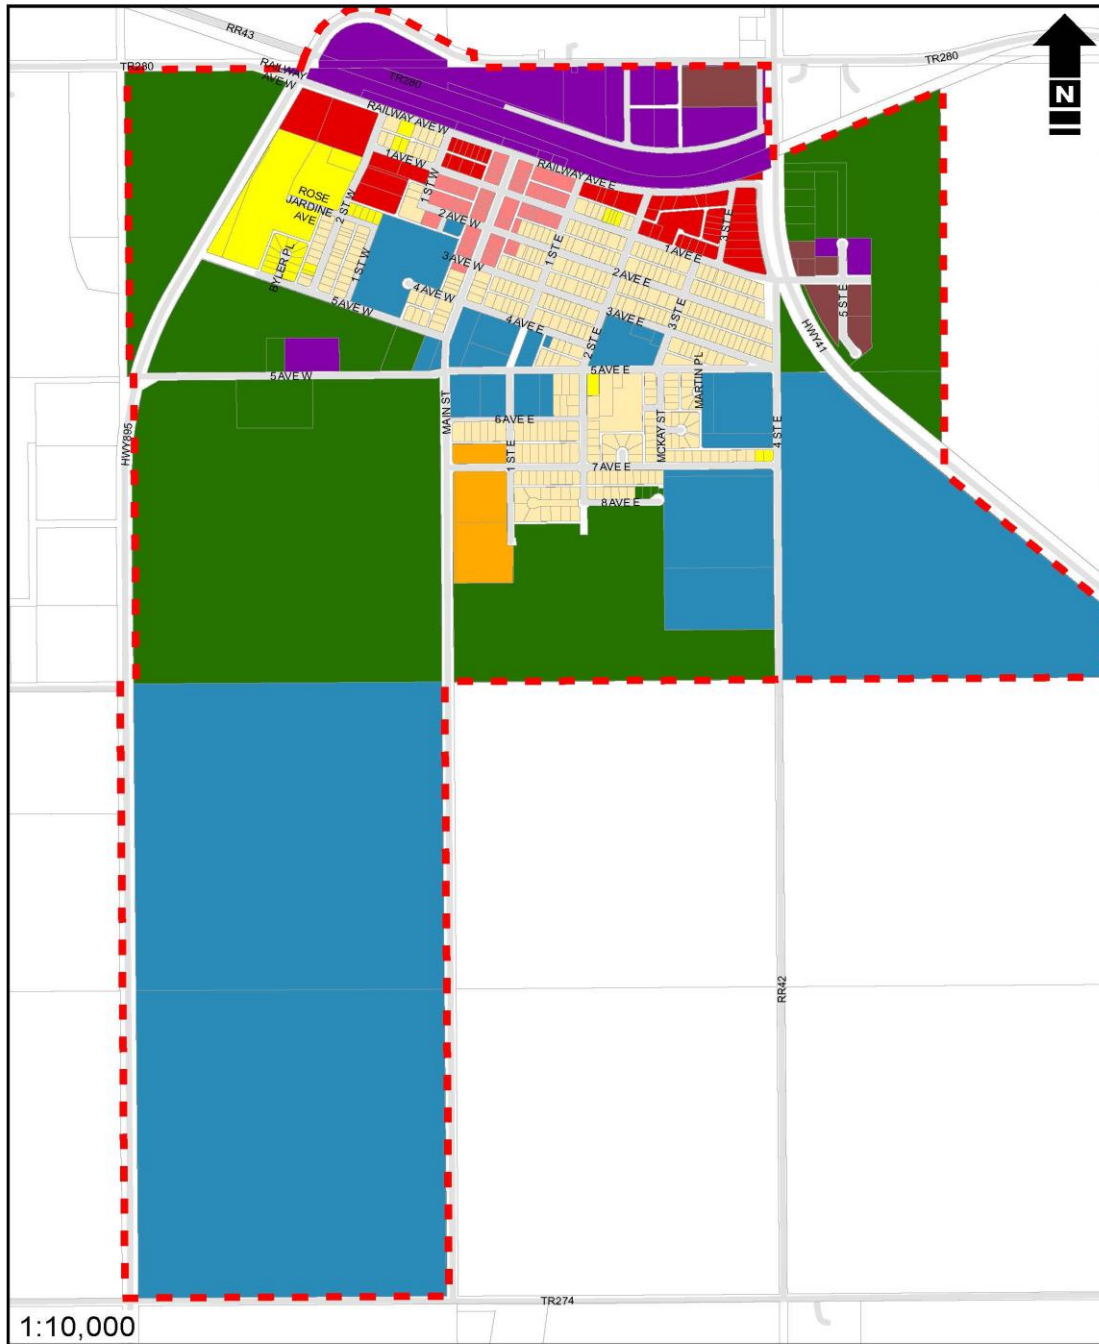 RR43
TR280
RAILWAY
AVE W
TR280
TR280
N
RAILWAY AVE W
1 AVE W
RAILWAY AVE E
1 ST W
ROSE
JARDINE
AVE
2 ST W
2 AVE W
3 ST E
1 AVE E
BYLER PL
1 ST W
3 AVE W
1 ST E
2 AVE E
5 ST E
4 AVE W
5 AVE W
4 AVE E
3 AVE E
3 ST E
2 ST E
HWY41
5 AVE W
5 AVE E
MARTIN PL
MAIN ST
6 AVE E
MCKAY ST
4 ST E
HWY895
1 ST E
7 AVE E
8 AVE E
RR42
TR274
1:10,000